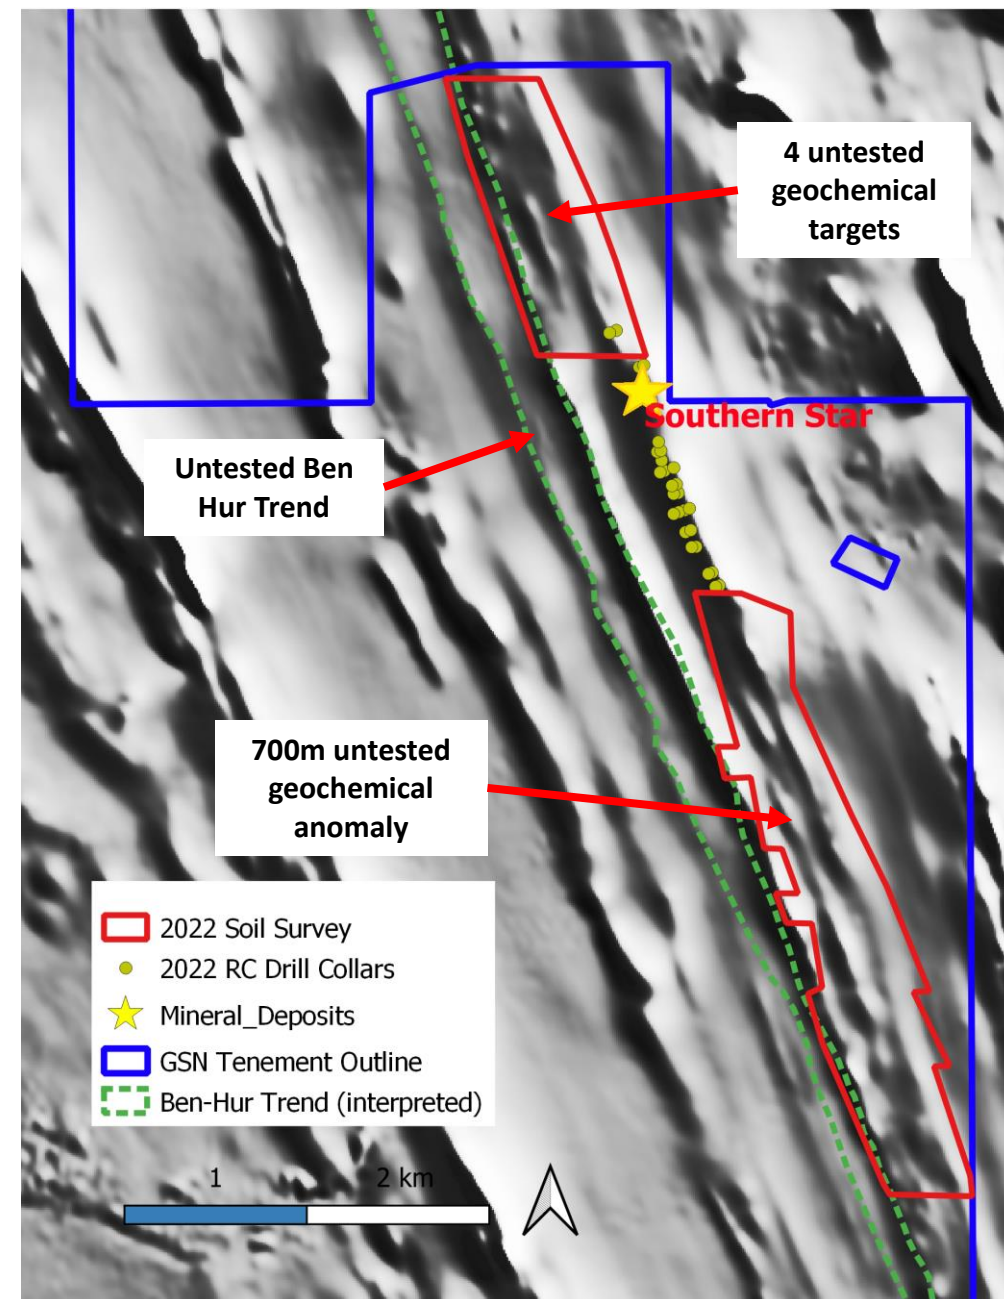 4 untested
geochemical
targets
Southern Star
Untested Ben
Hur Trend
700m untested
geochemical
anomaly
2022 Soil Survey
2022 RC Drill Collars
Mineral_Deposits
GSN Tenement Outline
Ben-Hur Trend (interpreted)
1 2 km